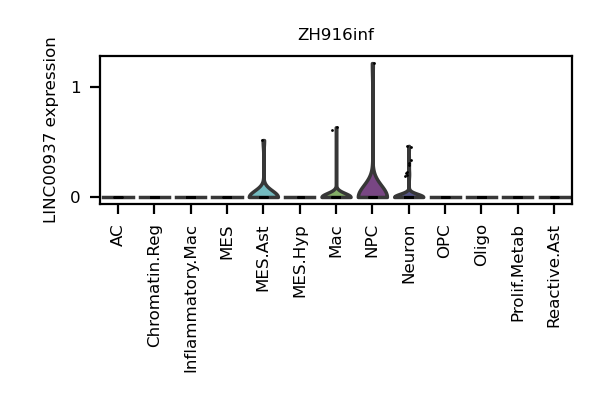 ZH916inf
LINC00937 expression
1
0
AC
Chromatin.Reg
Inflammatory.Mac
MES
MES.Ast
MES.Hyp
Mac
NPC
Neuron
OPC
Oligo
Prolif.Metab
Reactive.Ast